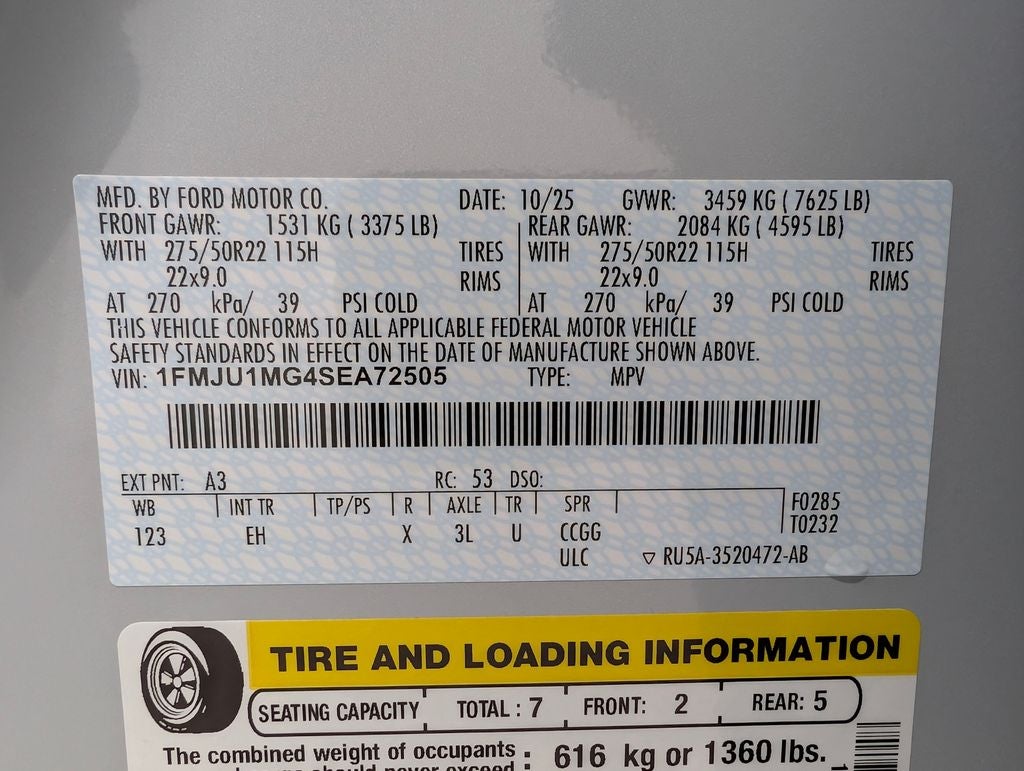 MFD. BY FORD MOTOR CO. DATE: 10/25 GVWR: 3459 KG ( 7625 LB)
FRONT GAWR: 1531 KG ( 3375 LB) REAR GAWR: 2084 KG ( 4595 LB)
WITH 275/50R22 115H TIRES WITH 275/50R22 115H TIRES
22x9.0 RIMS 22x9.0 RIMS
AT 270 kPa/ 39 PSI COLD AT 270 kPa/ 39 PSI COLD
THIS VEHICLE CONFORMS TO ALL APPLICABLE FEDERAL MOTOR VEHICLE
SAFETY STANDARDS IN EFFECT ON THE DATE OF MANUFACTURE SHOWN ABOVE.
VIN: 1FMJU1MG4SEA72505 TYPE: MPV
EXT PNT: A3 RC: 53 DSO:
WB INT TR TP/PS R AXLE TR SPR F0285
T0232
123 EH X 3L U CCGG
ULC ▽ RU5A-3520472-AB
TIRE AND LOADING INFORMATION
SEATING CAPACITY TOTAL : 7 FRONT: 2 REAR: 5
The combined weight of occupants : 616 kg or 1360 lbs.
should never exceed